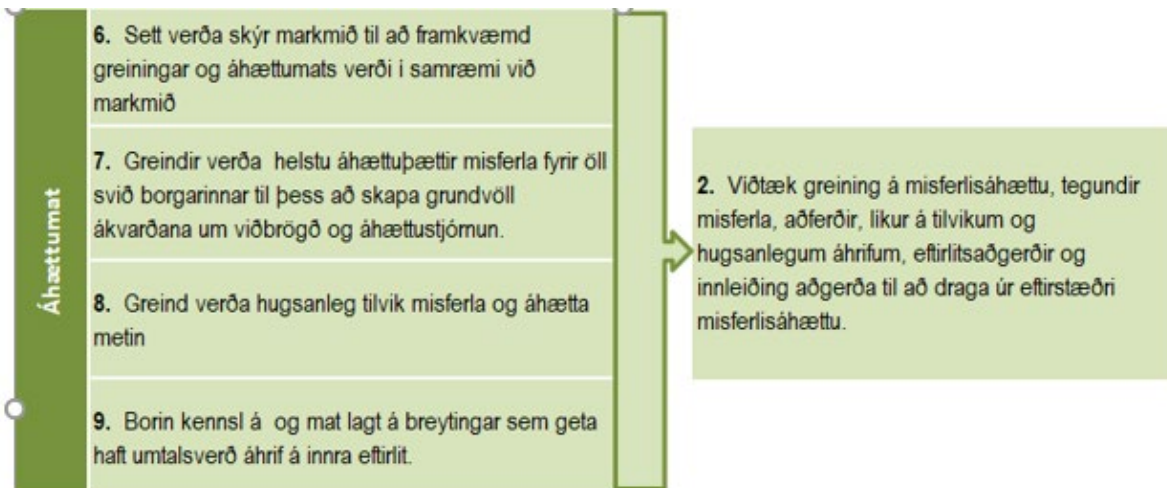 Áhættumat
6. Sett verða skýr markmið til að framkvæmd
greiningar og áhættumats verði í samræmi við
markmið
7. Greindir verða helstu áhættuþættir misferla fyrir öll
svið borgarinnar til þess að skapa grundvöll
ákvarðana um viðbrögð og áhættustjórnun.
8. Greind verða hugsanleg tilvik misferla og áhætta
metin
9. Borin kennsl á og mat lagt á breytingar sem geta
haft umtalsverð áhrif á innra eftirlit.
2. Víðtæk greining á misferlisáhættu, tegundir
misferla, aðferðir, líkur á tilvikum og
hugsanlegum áhrifum, eftirlitsaðgerðir og
innleiðing aðgerða til að draga úr eftirstæðri
misferlisáhættu.